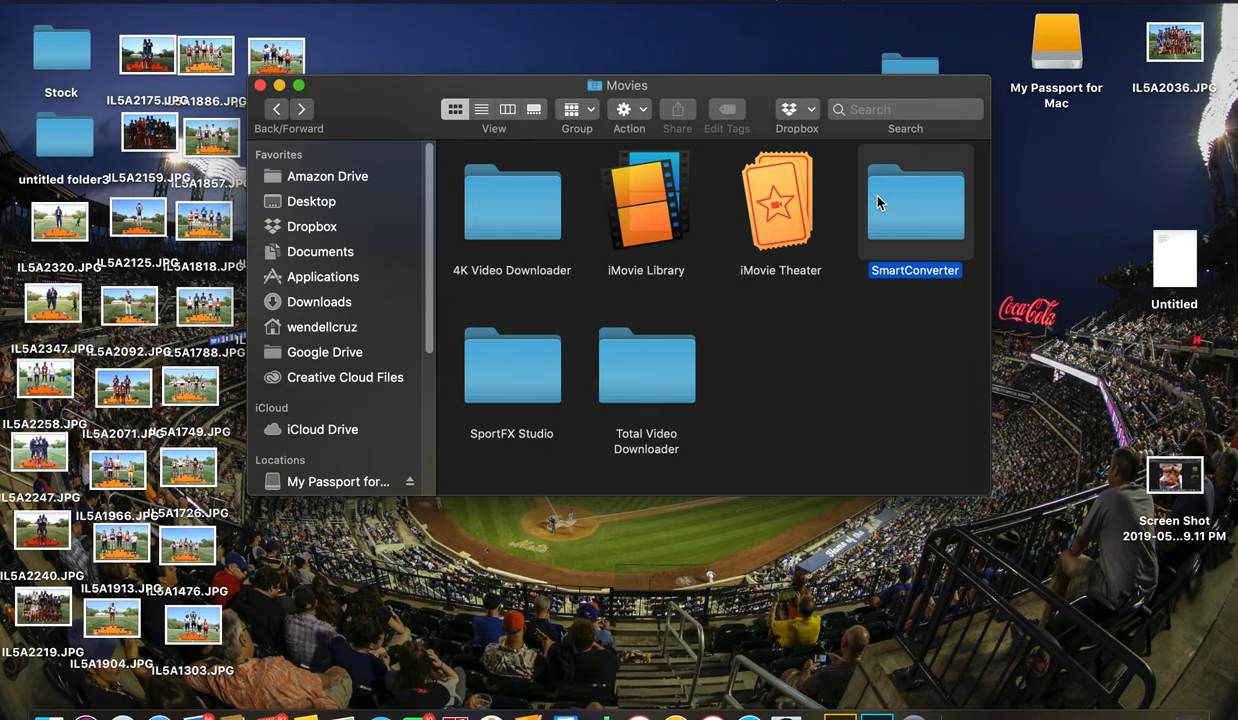 Stock
IL5A2175.JPG
IL5A1886.JPG
untitled folder3
IL5A2159.JPG
IL5A1857.JPG
IL5A2320.JPG
IL5A2125.JPG
IL5A1818.JPG
IL5A2347.JPG
IL5A2092.JPG
IL5A1788.JPG
IL5A2258.JPG
IL5A2071.JPG
IL5A1749.JPG
IL5A2247.JPG
IL5A1966.JPG
IL5A1726.JPG
IL5A2240.JPG
IL5A1913.JPG
IL5A1476.JPG
IL5A2219.JPG
IL5A1904.JPG
IL5A1303.JPG
Movies
Back/Forward
View
Group
Action
Share
Edit Tags
Dropbox
Search
Search
Favorites
Amazon Drive
Desktop
Dropbox
Documents
Applications
Downloads
wendellcruz
Google Drive
Creative Cloud Files
iCloud
iCloud Drive
Locations
My Passport for...
4K Video Downloader
iMovie Library
iMovie Theater
SmartConverter
SportFX Studio
Total Video
Downloader
My Passport for
Mac
IL5A2036.JPG
Untitled
Coca-Cola
Screen Shot
2019-05...9.11 PM